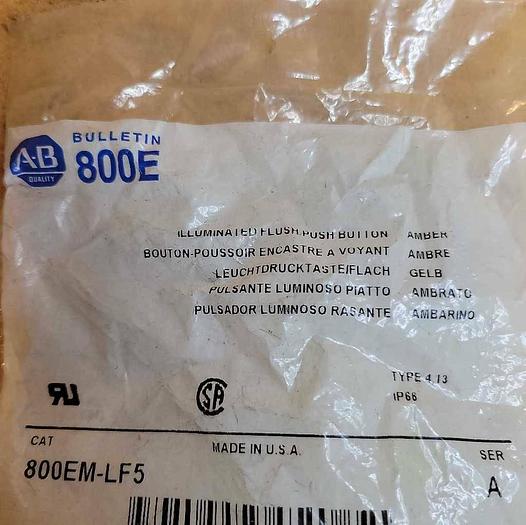 BULLETIN
A-B QUALITY 800E
ILLUMINATED FLUSH PUSH BUTTON AMBER
BOUTON-POUSSOIR ENCASTRE A VOYANT AMBRE
LEUCHTDRUCKTASTE/FLACH GELB
PULSANTE LUMINOSO PIATTO AMBRATO
PULSADOR LUMINOSO RASANTE AMBARINO
TYPE 4,13
IP66
CAT MADE IN U.S.A. SER
800EM-LF5 A